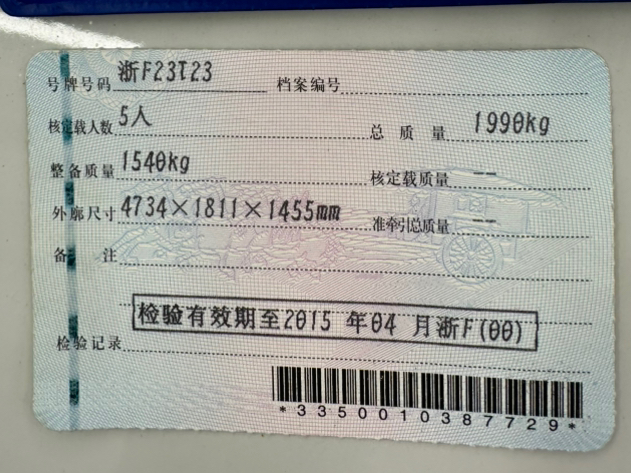 号牌号码 浙F23T23 档案编号
核定载人数 5人 总质量 1990kg
整备质量 1540kg 核定载质量 --
外廓尺寸 4734×1811×1455mm 准牵引总质量 --
备注
检验有效期至2015 年04 月浙F(00)
检验记录
*3350010387729*